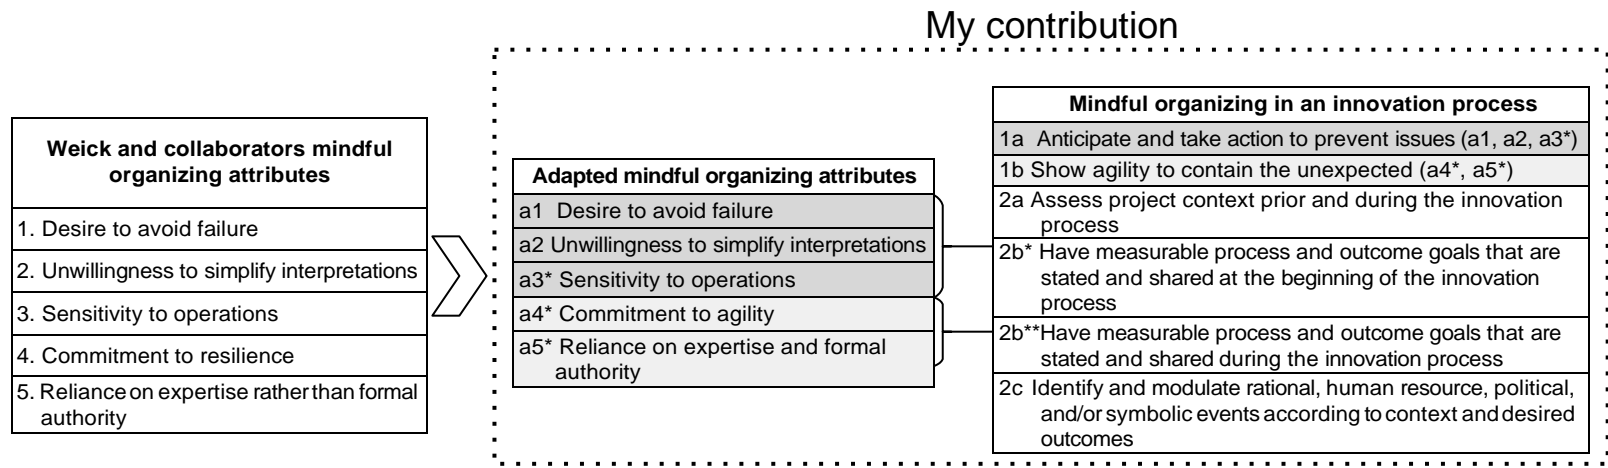 My contribution
Weick and collaborators mindful
organizing attributes
1. Desire to avoid failure
2. Unwillingness to simplify interpretations
3. Sensitivity to operations
4. Commitment to resilience
5. Reliance on expertise rather than formal
authority
Adapted mindful organizing attributes
a1 Desire to avoid failure
a2 Unwillingness to simplify interpretations
a3* Sensitivity to operations
a4* Commitment to agility
a5* Reliance on expertise and formal
authority
Mindful organizing in an innovation process
1a Anticipate and take action to prevent issues (a1, a2, a3*)
1b Show agility to contain the unexpected (a4*, a5*)
2a Assess project context prior and during the innovation
process
2b* Have measurable process and outcome goals that are
stated and shared at the beginning of the innovation
process
2b**Have measurable process and outcome goals that are
stated and shared during the innovation process
2c Identify and modulate rational, human resource, political,
and/or symbolic events according to context and desired
outcomes